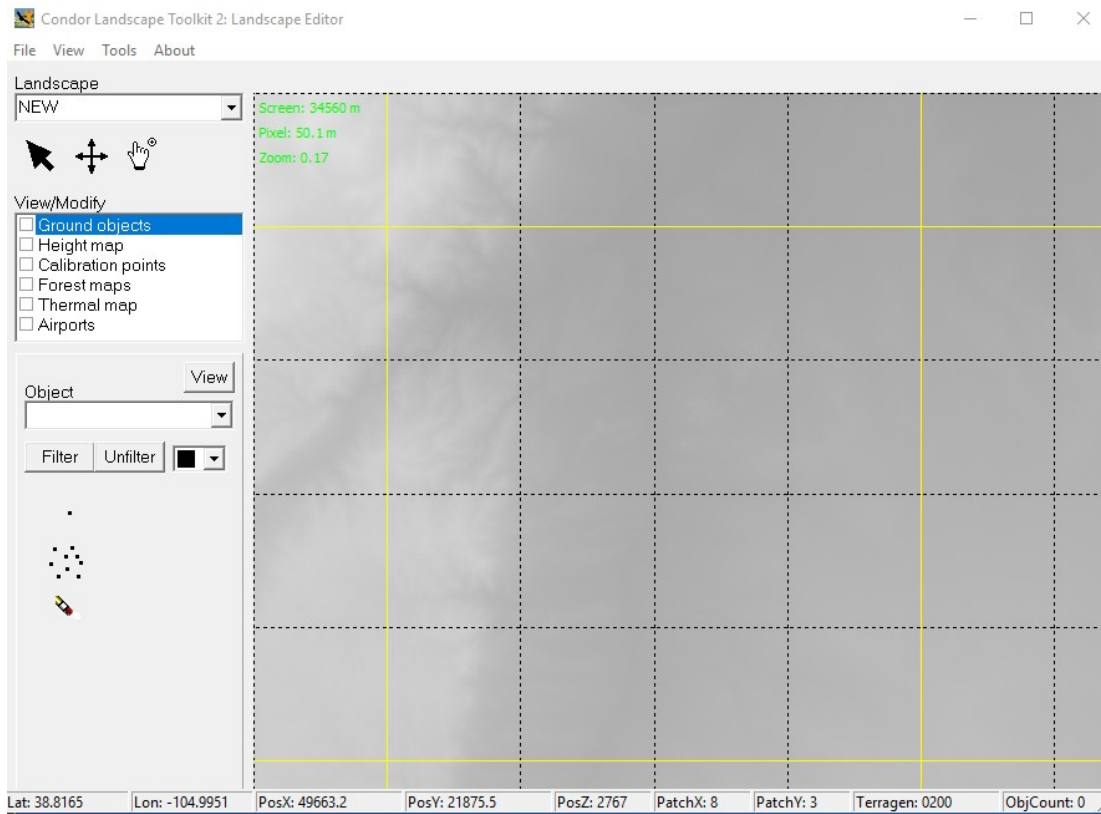 Condor Landscape Toolkit 2: Landscape Editor
File View Tools About
Landscape
NEW
Screen: 34560 m
Pixel: 50.1 m
Zoom: 0.17
View/Modify
Ground objects
Height map
Calibration points
Forest maps
Thermal map
Airports
View
Object
Filter Unfilter
Lat: 38.8165 Lon: -104.9951 PosX: 49663.2 PosY: 21875.5 PosZ: 2767 PatchX: 8 PatchY: 3 Terragen: 0200 ObjCount: 0